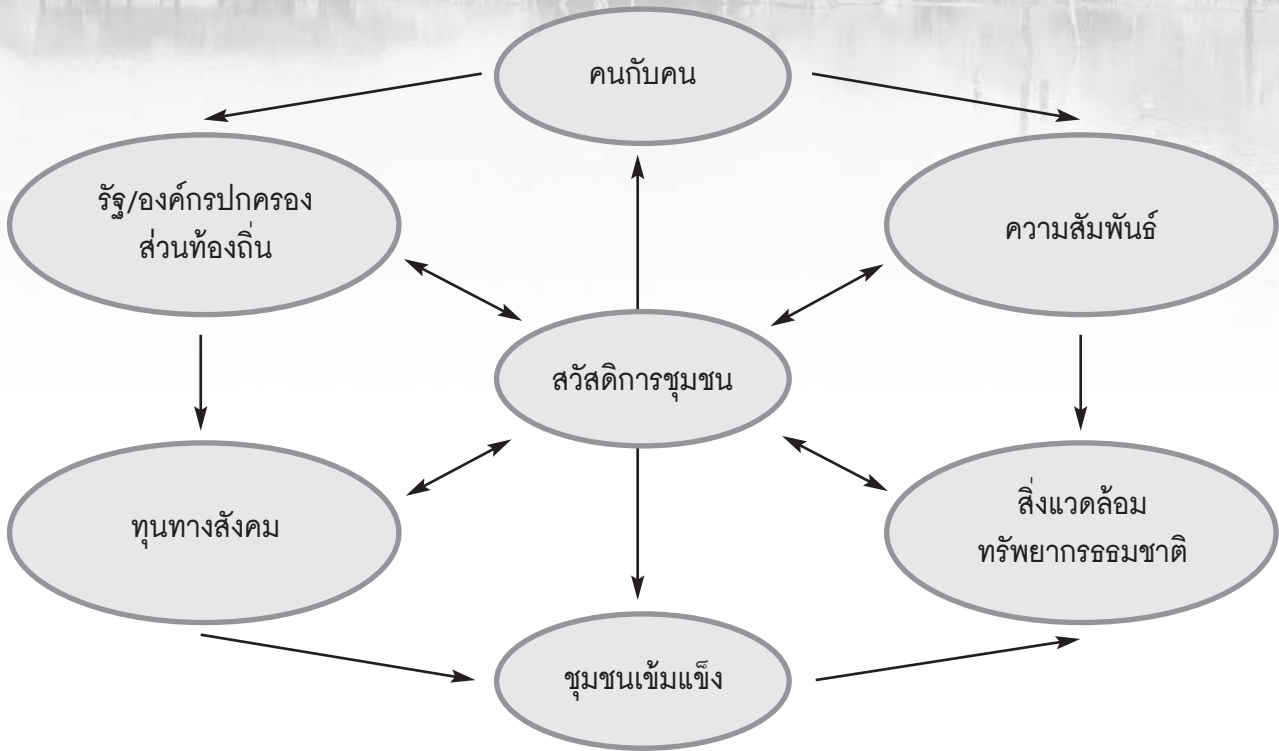 คนกับคน
รัฐ/องค์กรปกครอง
ส่วนท้องถิ่น
ความสัมพันธ์
สวัสดิการชุมชน
ทุนทางสังคม
สิ่งแวดล้อม
ทรัพยากรธรรมชาติ
ชุมชนเข้มแข็ง